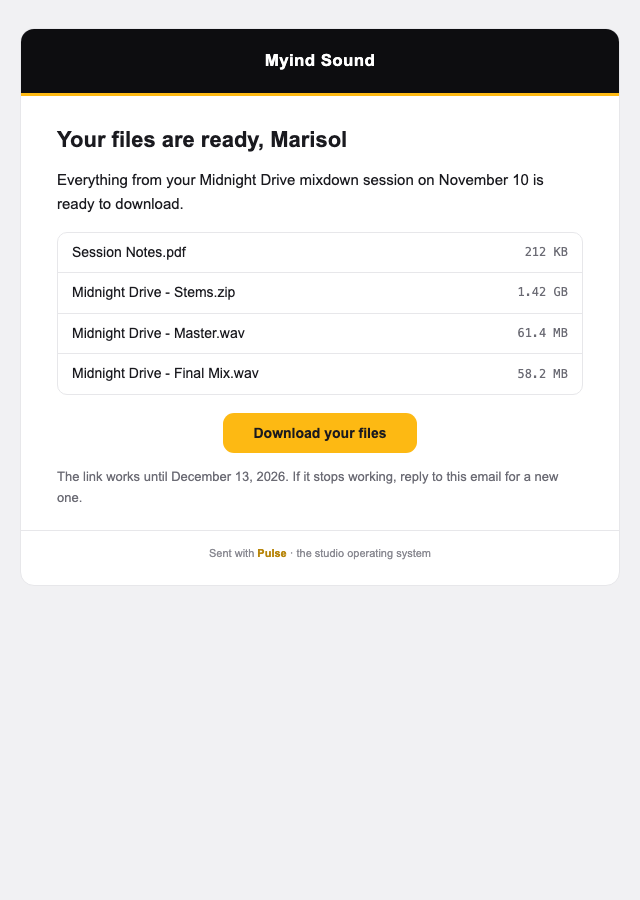 Myind Sound
Your files are ready, Marisol
Everything from your Midnight Drive mixdown session on November 10 is
ready to download.
Session Notes.pdf 212 KB
Midnight Drive - Stems.zip 1.42 GB
Midnight Drive - Master.wav 61.4 MB
Midnight Drive - Final Mix.wav 58.2 MB
Download your files
The link works until December 13, 2026. If it stops working, reply to this email for a new
one.
Sent with Pulse · the studio operating system